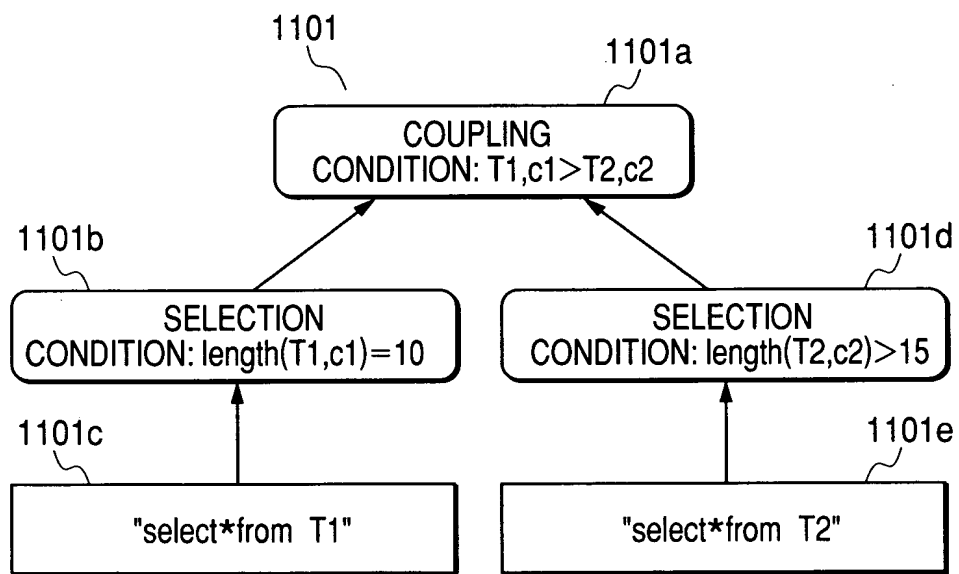 1101
1101a
COUPLING
CONDITION: T1,c1>T2,c2
1101b
SELECTION
CONDITION: length(T1,c1)=10
1101d
SELECTION
CONDITION: length(T2,c2)>15
1101c
"select*from T1"
1101e
"select*from T2"